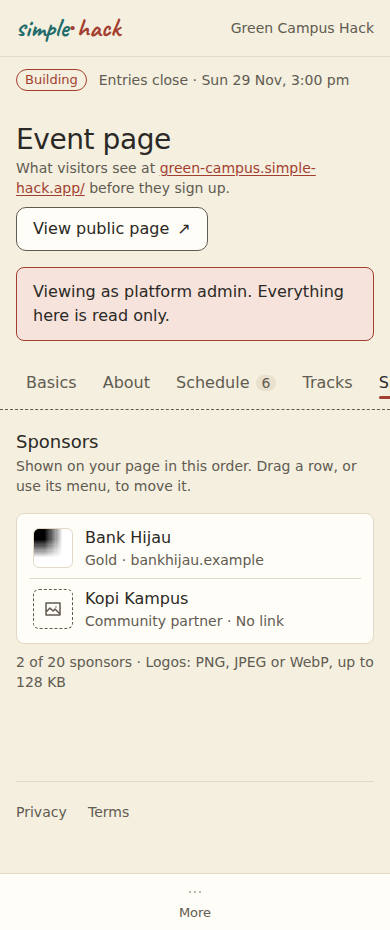 simple·hack
Green Campus Hack
Building
Entries close · Sun 29 Nov, 3:00 pm
Event page
What visitors see at green-campus.simple-
hack.app/ before they sign up.
View public page ↗
Viewing as platform admin. Everything
here is read only.
Basics About Schedule 6 Tracks S
Sponsors
Shown on your page in this order. Drag a row, or
use its menu, to move it.
Bank Hijau
Gold · bankhijau.example
Kopi Kampus
Community partner · No link
2 of 20 sponsors · Logos: PNG, JPEG or WebP, up to
128 KB
Privacy Terms
...
More